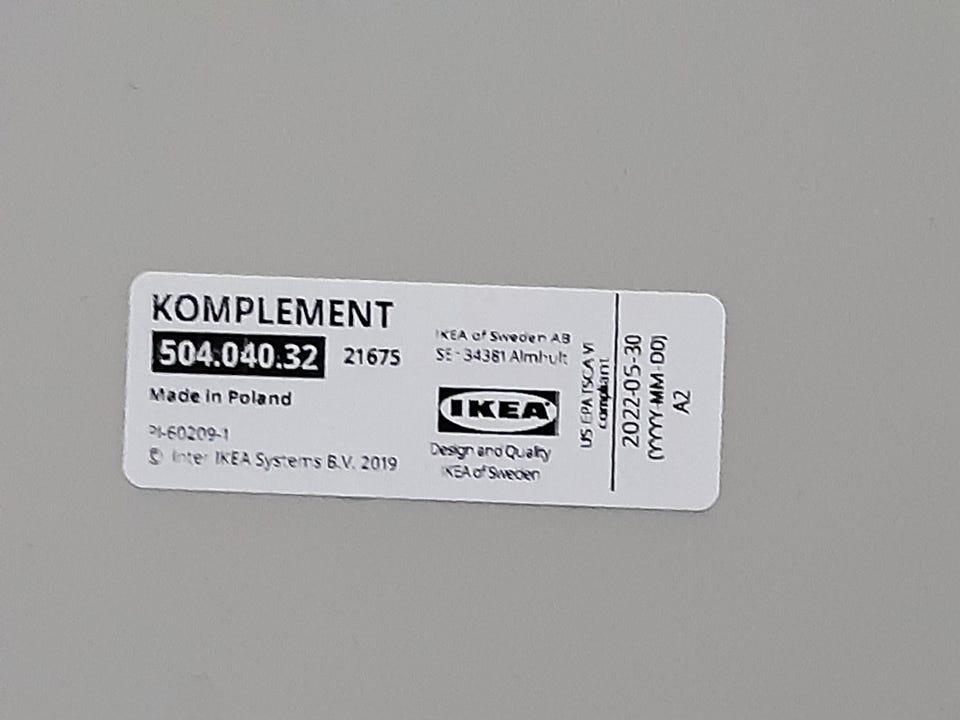 KOMPLEMENT
504.040.32 21675
Made in Poland
PI-60209-1
© Inter IKEA Systems B.V. 2019
IKEA of Sweden AB
SE-34381 Älmhult
IKEA
Design and Quality
IKEA of Sweden
US EPA TSCA VI
compliant
2022-05-30
(YYYY-MM-DD)
A2